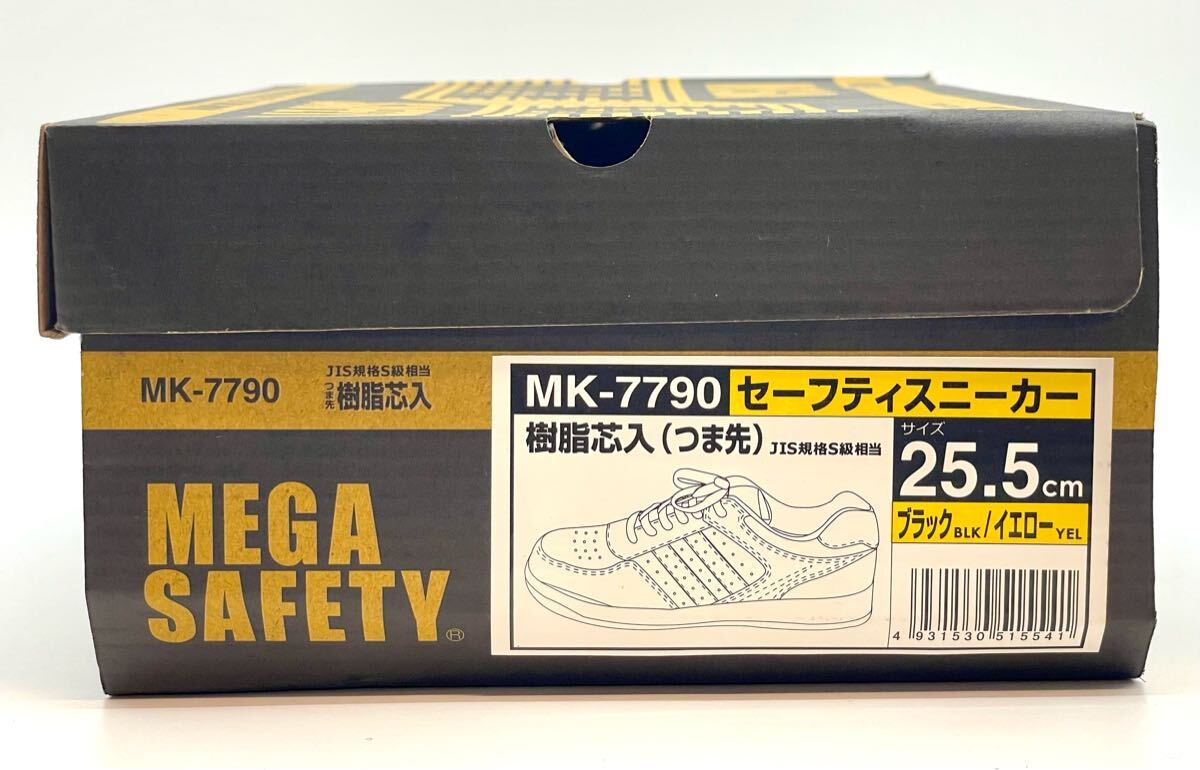 MK-7790
JIS規格S級相当
つま先 樹脂芯入
MEGA
SAFETY®
MK-7790 セーフティスニーカー
樹脂芯入(つま先) JIS規格S級相当
サイズ
25.5cm
ブラックBLK/イエローYEL
4 931530 515541